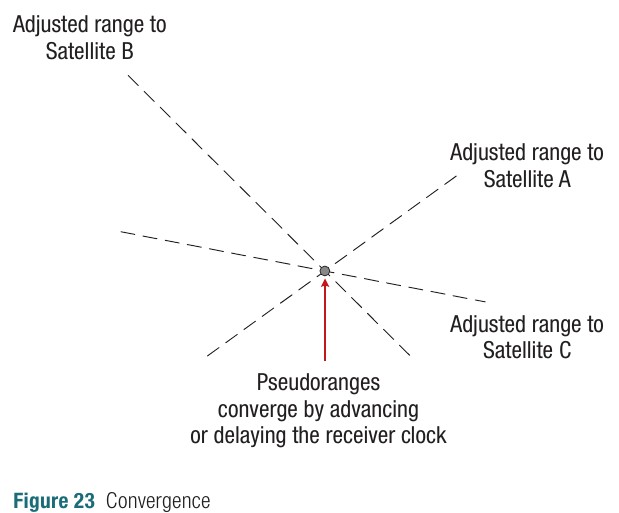 Adjusted range to
Satellite B
Adjusted range to
Satellite A
Adjusted range to
Satellite C
Pseudoranges
converge by advancing
or delaying the receiver clock
Figure 23 Convergence